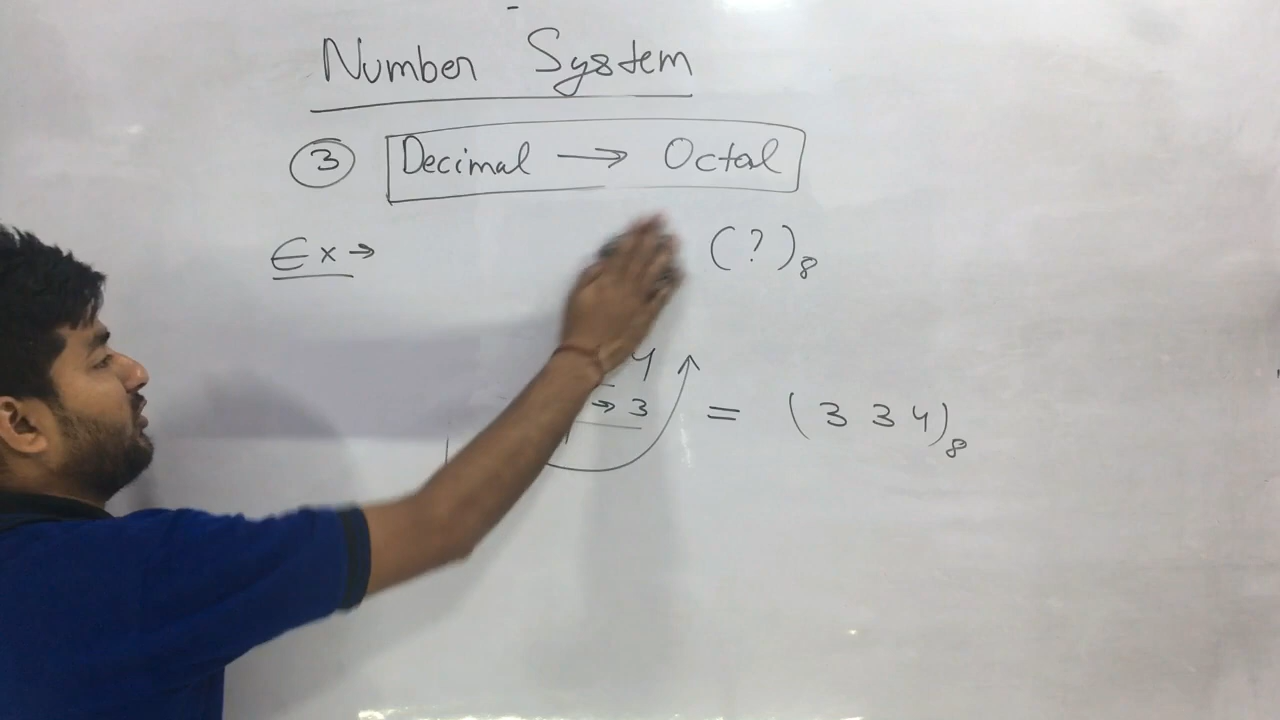 Number System
③ Decimal → Octal
Ex → (?)8
4
→ 3 = (3 3 4)8